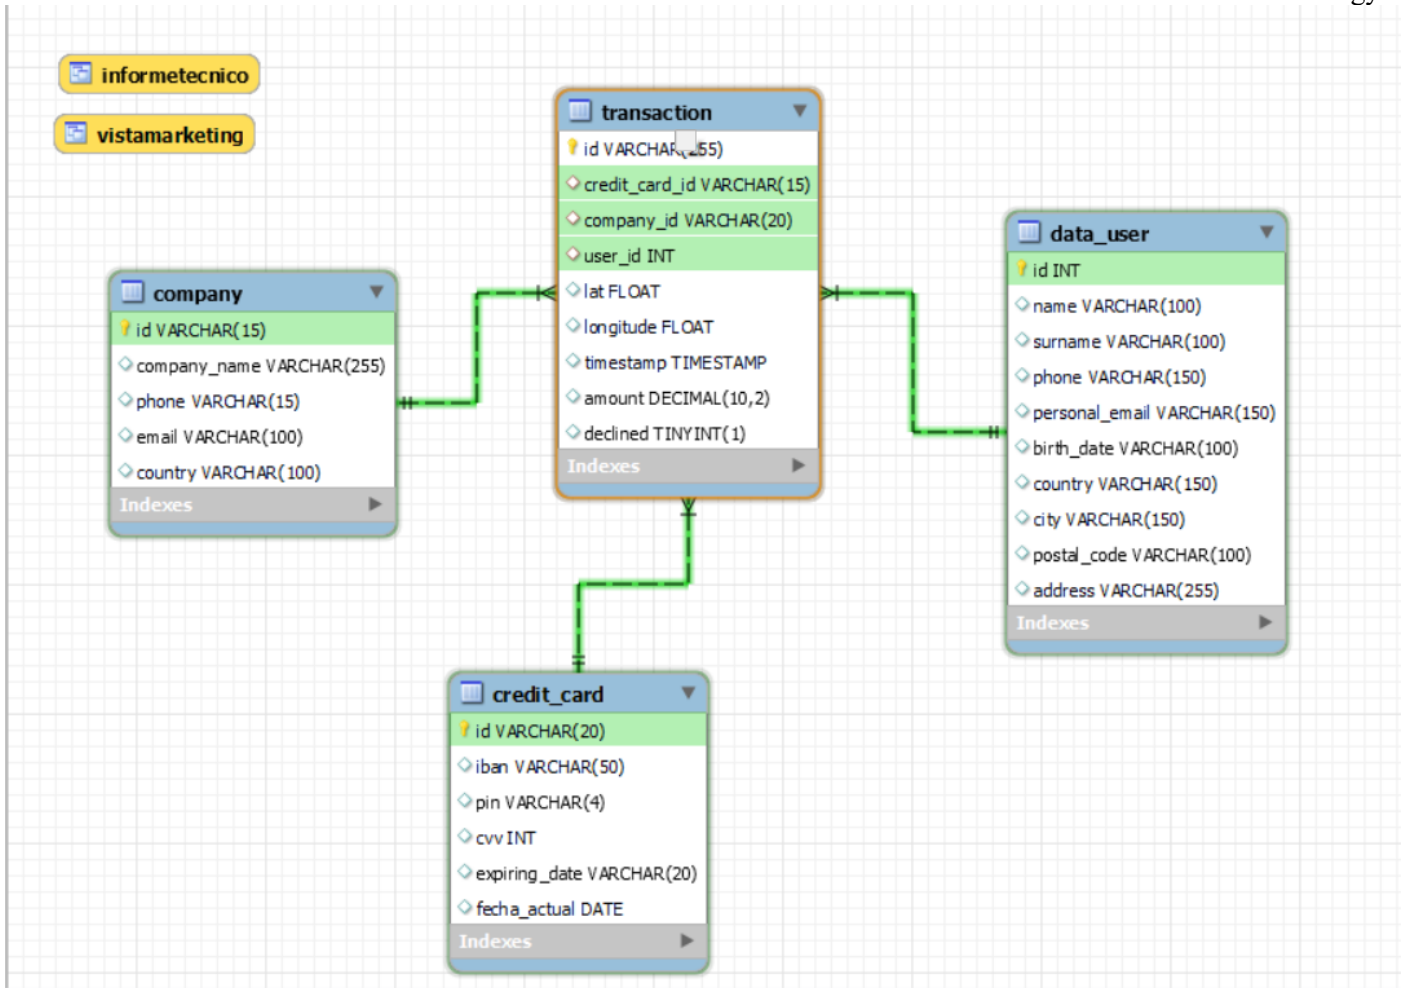 informetecnico
vistamarketing
transaction
id VARCHAR(255)
credit_card_id VARCHAR(15)
company_id VARCHAR(20)
user_id INT
lat FLOAT
longitude FLOAT
timestamp TIMESTAMP
amount DECIMAL(10,2)
declined TINYINT(1)
Indexes
data_user
id INT
name VARCHAR(100)
surname VARCHAR(100)
phone VARCHAR(150)
personal_email VARCHAR(150)
birth_date VARCHAR(100)
country VARCHAR(150)
city VARCHAR(150)
postal_code VARCHAR(100)
address VARCHAR(255)
Indexes
company
id VARCHAR(15)
company_name VARCHAR(255)
phone VARCHAR(15)
email VARCHAR(100)
country VARCHAR(100)
Indexes
credit_card
id VARCHAR(20)
iban VARCHAR(50)
pin VARCHAR(4)
cvv INT
expiring_date VARCHAR(20)
fecha_actual DATE
Indexes